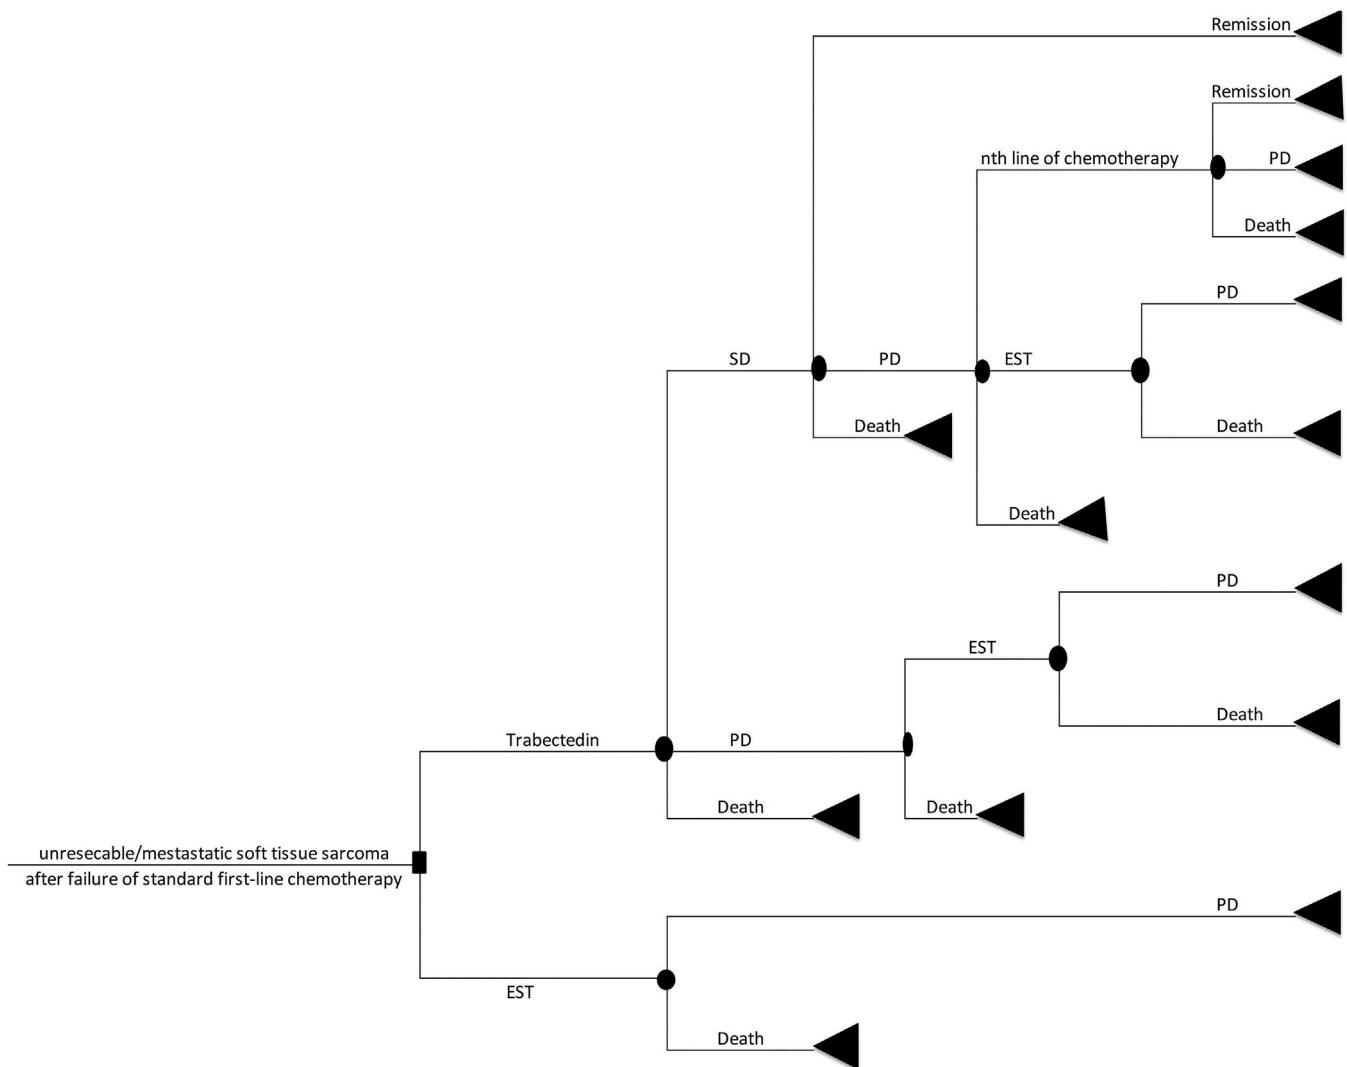 Remission
Remission
nth line of chemotherapy
PD
Death
PD
SD
PD
EST
Death
Death
Death
PD
EST
Death
Trabectedin
PD
Death
Death
unresecable/mestastatic soft tissue sarcoma
after failure of standard first-line chemotherapy
PD
EST
Death